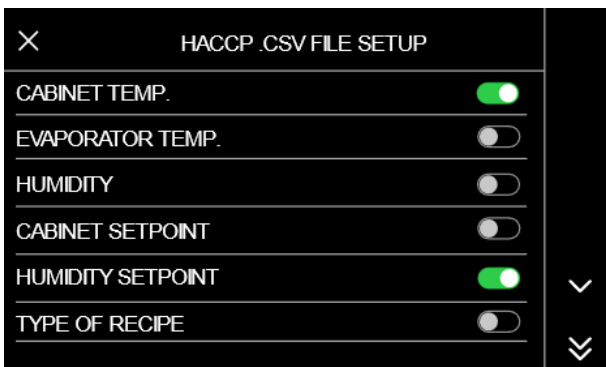 HACCP .CSV FILE SETUP
CABINET TEMP.
EVAPORATOR TEMP.
HUMIDITY
CABINET SETPOINT
HUMIDITY SETPOINT
TYPE OF RECIPE